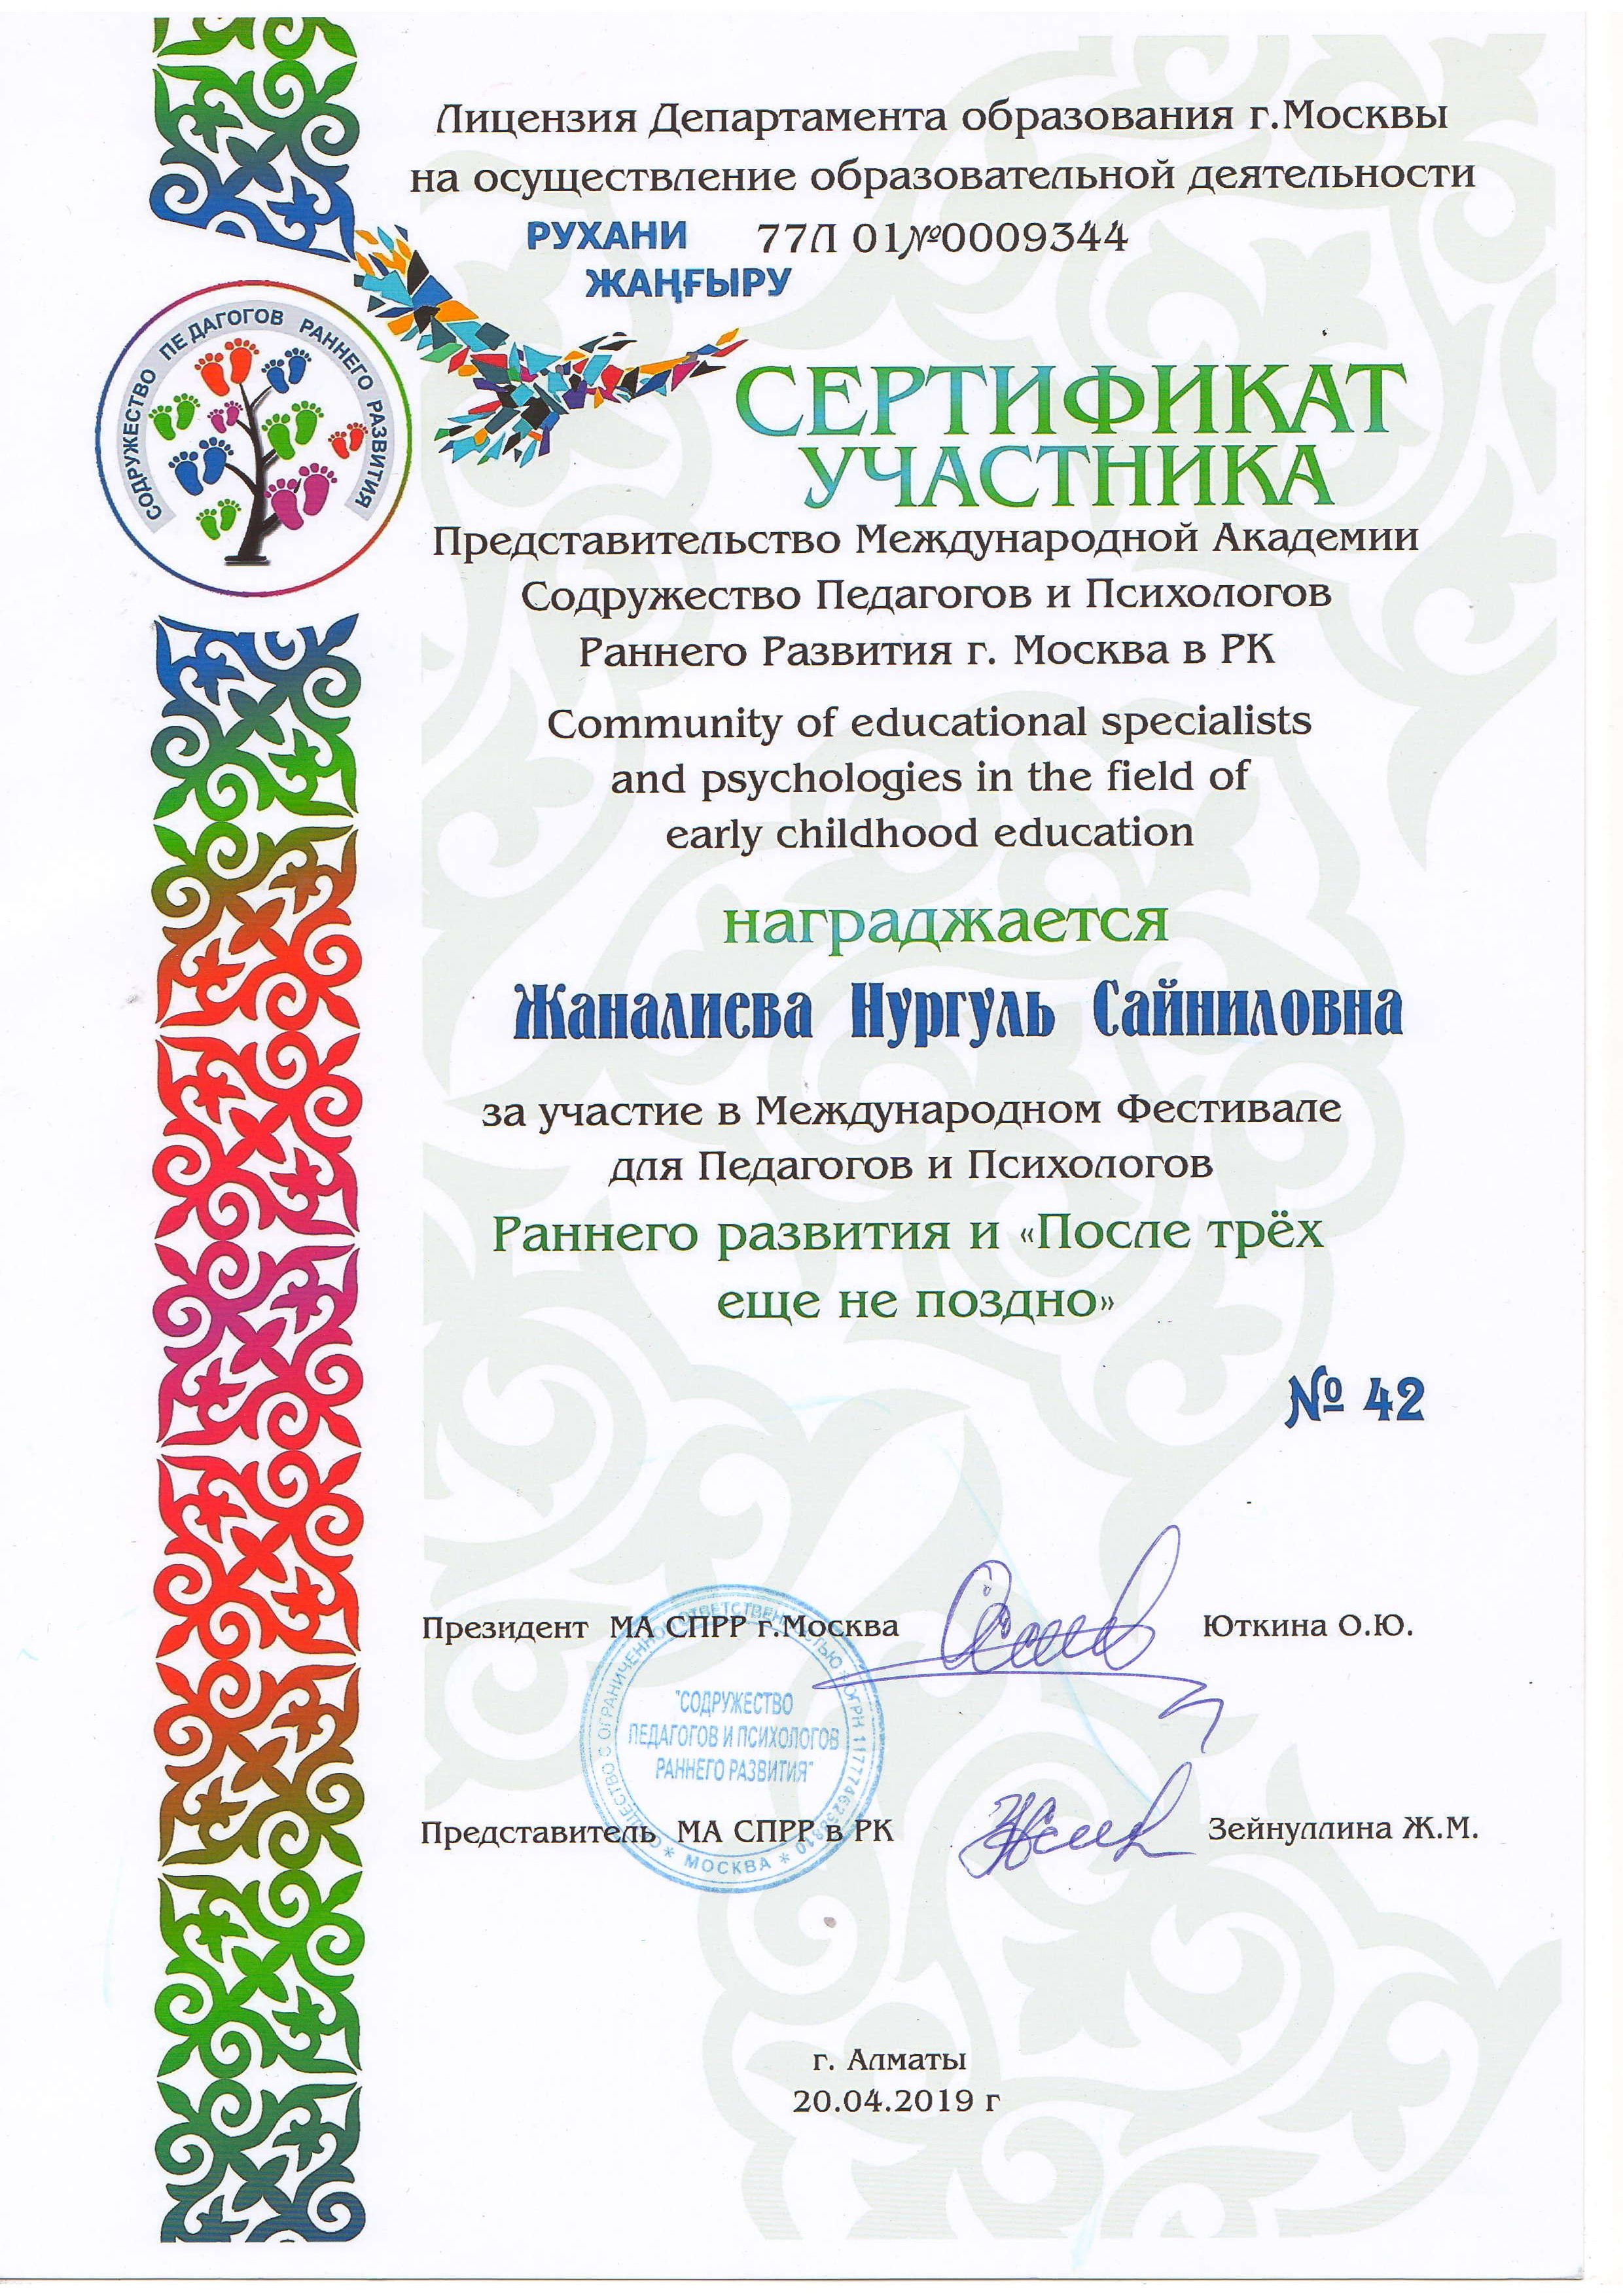 Лицензия Департамента образования г.Москвы
на осуществление образовательной деятельности
РУХАНИ 77Л 01№0009344
ЖАҢҒЫРУ
СОДРУЖЕСТВО ПЕДАГОГОВ РАННЕГО РАЗВИТИЯ
СЕРТИФИКАТ
УЧАСТНИКА
Представительство Международной Академии
Содружество Педагогов и Психологов
Раннего Развития г. Москва в РК
Community of educational specialists
and psychologies in the field of
early childhood education
награджается
Жаналиева Нургуль Сайниловна
за участие в Международном Фестивале
для Педагогов и Психологов
Раннего развития и «После трёх
еще не поздно»
№ 42
Президент МА СПРР г.Москва Юткина О.Ю.
ОБЩЕСТВО С ОГРАНИЧЕННОЙ ОТВЕТСТВЕННОСТЬЮ
"СОДРУЖЕСТВО
ПЕДАГОГОВ И ПСИХОЛОГОВ
РАННЕГО РАЗВИТИЯ"
* МОСКВА *
Представитель МА СПРР в РК Зейнуллина Ж.М.
г. Алматы
20.04.2019 г